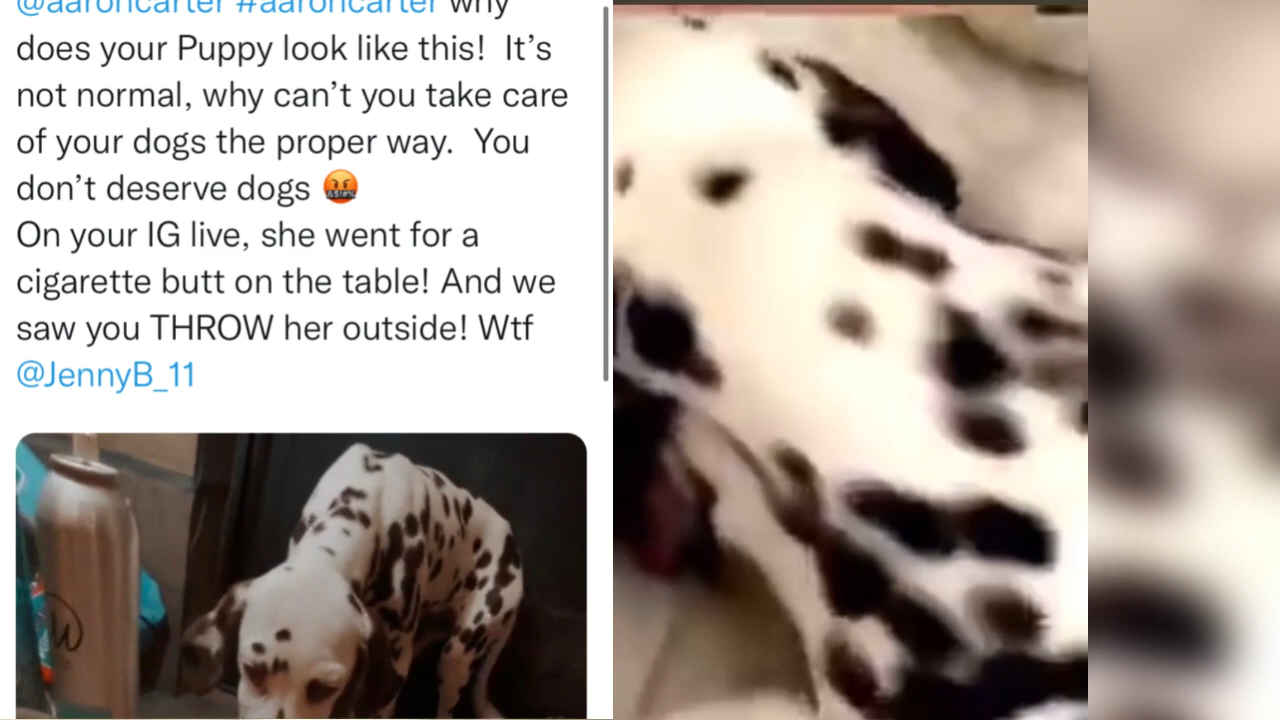 @aaroncarter #aaroncarter why
does your Puppy look like this!  It’s
not normal, why can’t you take care
of your dogs the proper way.  You
don’t deserve dogs 🤬
On your IG live, she went for a
cigarette butt on the table! And we
saw you THROW her outside! Wtf
@JennyB_11
W